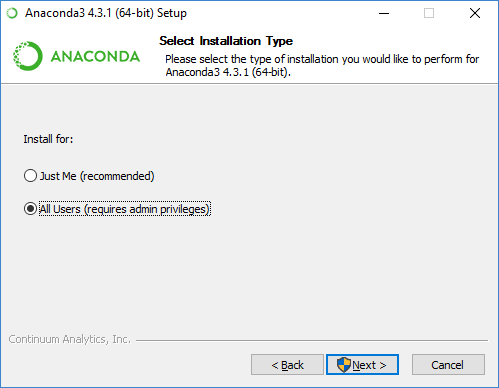 Anaconda3 4.3.1 (64-bit) Setup
ANACONDA
Select Installation Type
Please select the type of installation you would like to perform for
Anaconda3 4.3.1 (64-bit).
Install for:
Just Me (recommended)
All Users (requires admin privileges)
Continuum Analytics, Inc.
< Back
Next >
Cancel